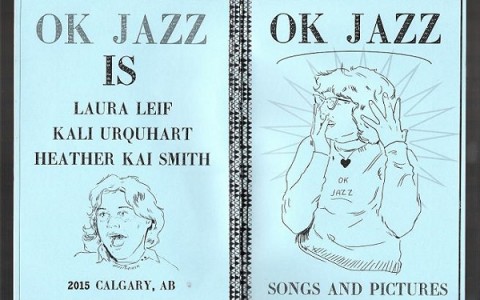 OK JAZZ
IS
LAURA LEIF
KALI URQUHART
HEATHER KAI SMITH
2015 CALGARY, AB
OK JAZZ
OK
JAZZ
SONGS AND PICTURES